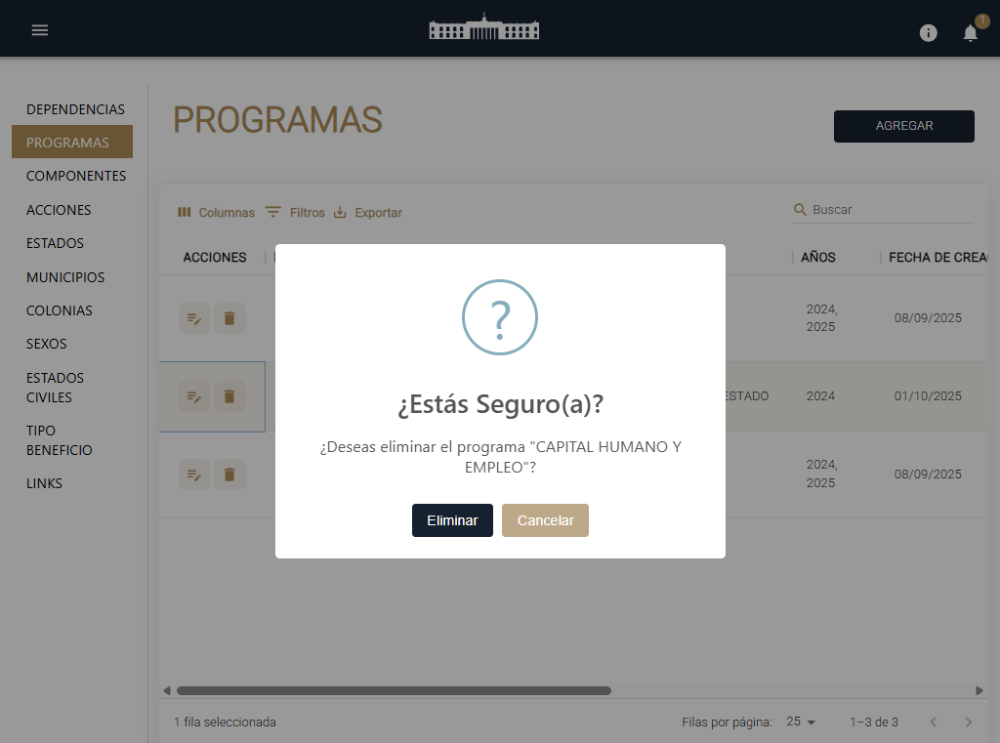 1
DEPENDENCIAS
PROGRAMAS
COMPONENTES
ACCIONES
ESTADOS
MUNICIPIOS
COLONIAS
SEXOS
ESTADOS
CIVILES
TIPO
BENEFICIO
LINKS
PROGRAMAS
AGREGAR
Columnas Filtros Exportar
Buscar
ACCIONES AÑOS FECHA DE CREAC
2024,
2025
08/09/2025
ESTADO 2024 01/10/2025
2024,
2025
08/09/2025
?
¿Estás Seguro(a)?
¿Deseas eliminar el programa "CAPITAL HUMANO Y
EMPLEO"?
Eliminar Cancelar
1 fila seleccionada Filas por página: 25 1–3 de 3